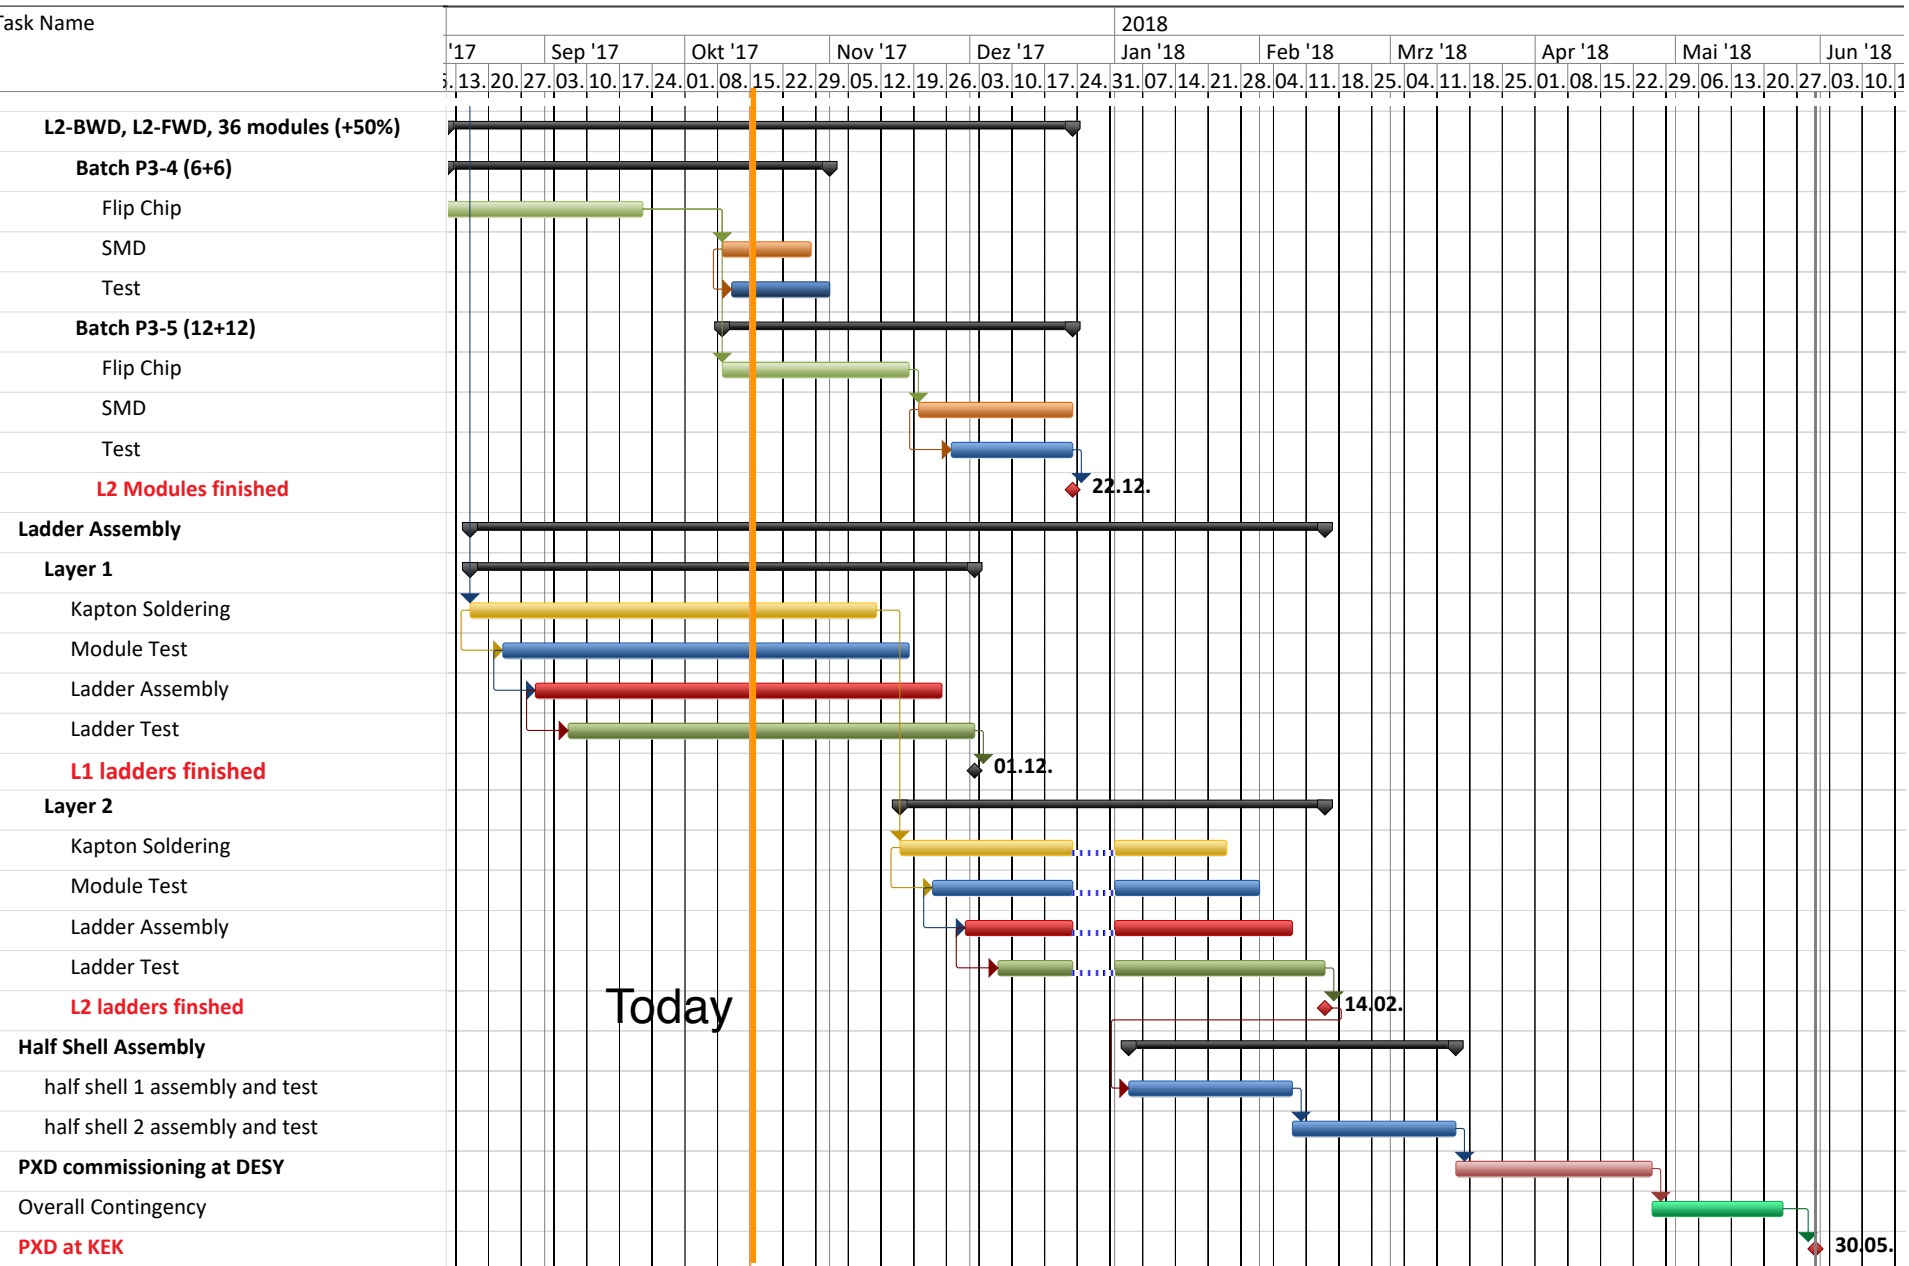 Task Name
2018
'17 Sep '17 Okt '17 Nov '17 Dez '17 Jan '18 Feb '18 Mrz '18 Apr '18 Mai '18 Jun '18
13. 20. 27. 03. 10. 17. 24. 01. 08. 15. 22. 29. 05. 12. 19. 26. 03. 10. 17. 24. 31. 07. 14. 21. 28. 04. 11. 18. 25. 04. 11. 18. 25. 01. 08. 15. 22. 29. 06. 13. 20. 27. 03. 10. 1
L2-BWD, L2-FWD, 36 modules (+50%)
Batch P3-4 (6+6)
Flip Chip
SMD
Test
Batch P3-5 (12+12)
Flip Chip
SMD
Test
L2 Modules finished 22.12.
Ladder Assembly
Layer 1
Kapton Soldering
Module Test
Ladder Assembly
Ladder Test
L1 ladders finished 01.12.
Layer 2
Kapton Soldering
Module Test
Ladder Assembly
Ladder Test
L2 ladders finshed 14.02.
Today
Half Shell Assembly
half shell 1 assembly and test
half shell 2 assembly and test
PXD commissioning at DESY
Overall Contingency
PXD at KEK 30.05.